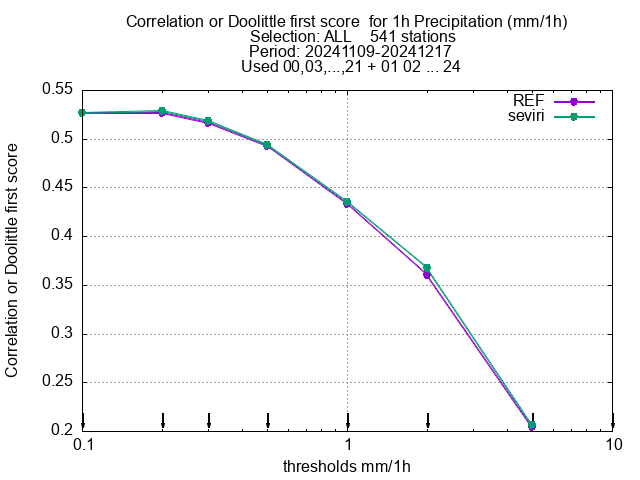 Correlation or Doolittle first score  for 1h Precipitation (mm/1h)
Selection: ALL    541 stations
Period: 20241109-20241217
Used 00,03,...,21 + 01 02 ... 24
REF
seviri
0.55
0.5
0.45
0.4
0.35
0.3
0.25
0.2
Correlation or Doolittle first score
0.1
1
10
thresholds mm/1h